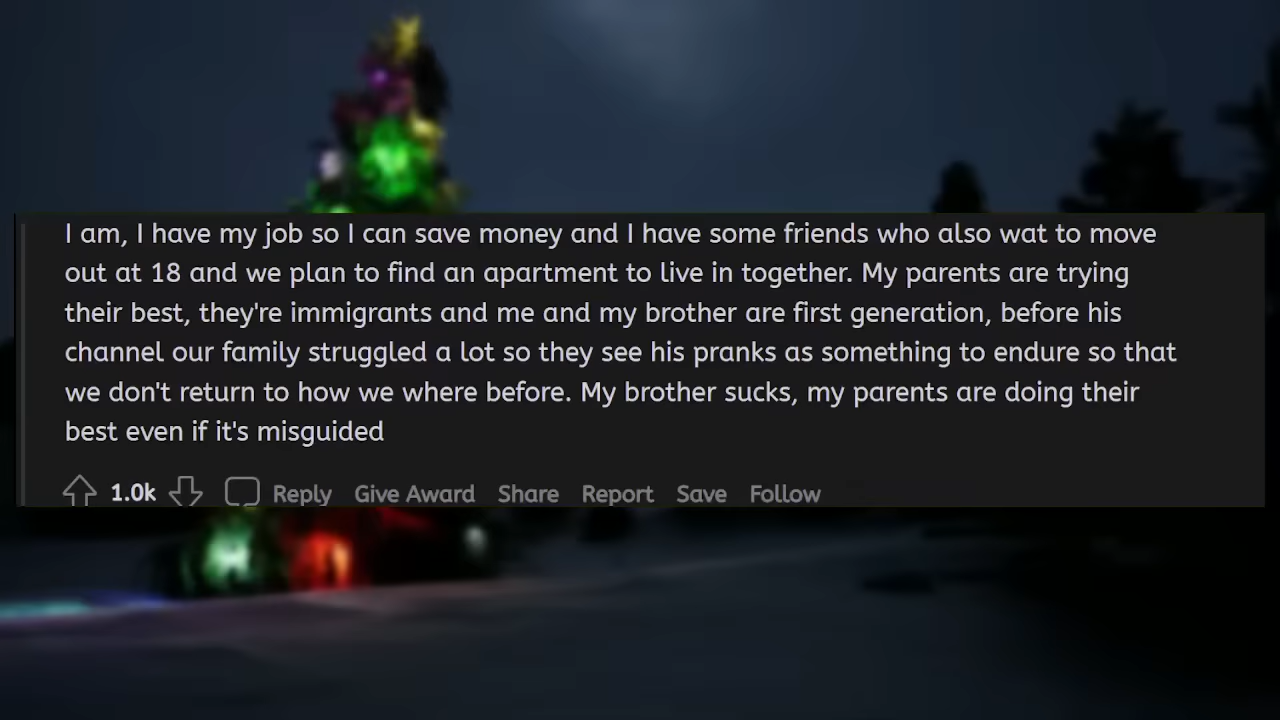 I am, I have my job so I can save money and I have some friends who also wat to move
out at 18 and we plan to find an apartment to live in together. My parents are trying
their best, they're immigrants and me and my brother are first generation, before his
channel our family struggled a lot so they see his pranks as something to endure so that
we don't return to how we where before. My brother sucks, my parents are doing their
best even if it's misguided
1.0k Reply Give Award Share Report Save Follow